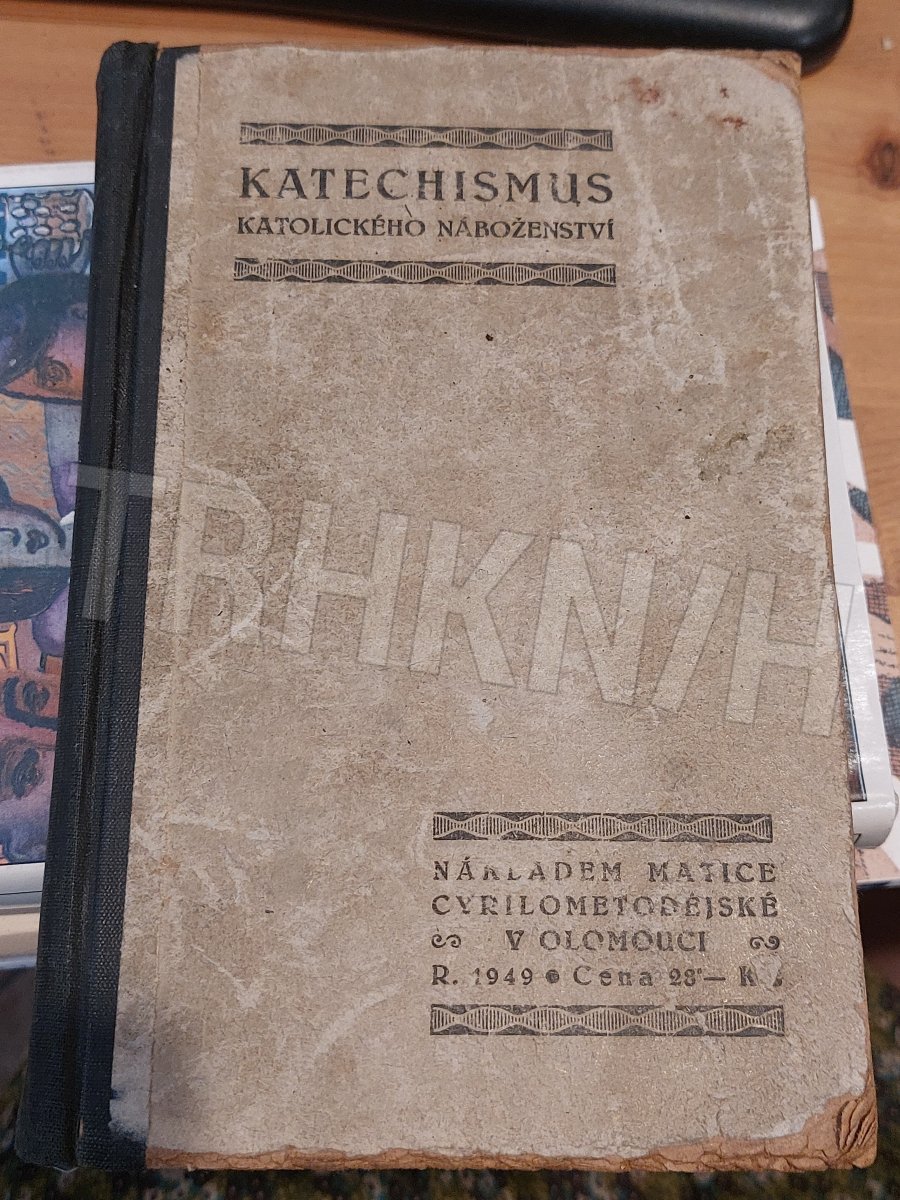 KATECHISMUS
KATOLICKÉHO NÁBOŽENSTVÍ
TRHKNIH
NÁKLADEM MATICE
CYRILOMETODĚJSKÉ
V OLOMOUCI
R. 1949 • Cena 28'—